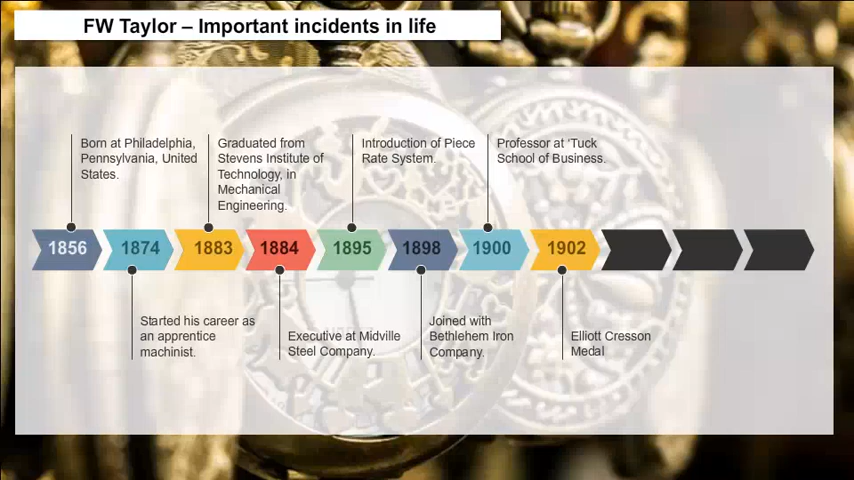 FW Taylor – Important incidents in life
Born at Philadelphia,
Pennsylvania, United
States.
Graduated from
Stevens Institute of
Technology, in
Mechanical
Engineering.
Introduction of Piece
Rate System.
Professor at ‘Tuck
School of Business.
1856 1874 1883 1884 1895 1898 1900 1902
Started his career as
an apprentice
machinist.
Executive at Midville
Steel Company.
Joined with
Bethlehem Iron
Company.
Elliott Cresson
Medal